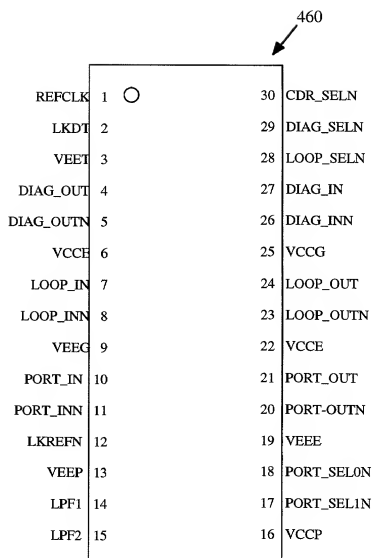 460
REFCLK 1 30 CDR_SELN
LKDT 2 29 DIAG_SELN
VEET 3 28 LOOP_SELN
DIAG_OUT 4 27 DIAG_IN
DIAG_OUTN 5 26 DIAG_INN
VCCE 6 25 VCCG
LOOP_IN 7 24 LOOP_OUT
LOOP_INN 8 23 LOOP_OUTN
VEEG 9 22 VCCE
PORT_IN 10 21 PORT_OUT
PORT_INN 11 20 PORT-OUTN
LKREFN 12 19 VEEE
VEEP 13 18 PORT_SEL0N
LPF1 14 17 PORT_SEL1N
LPF2 15 16 VCCP